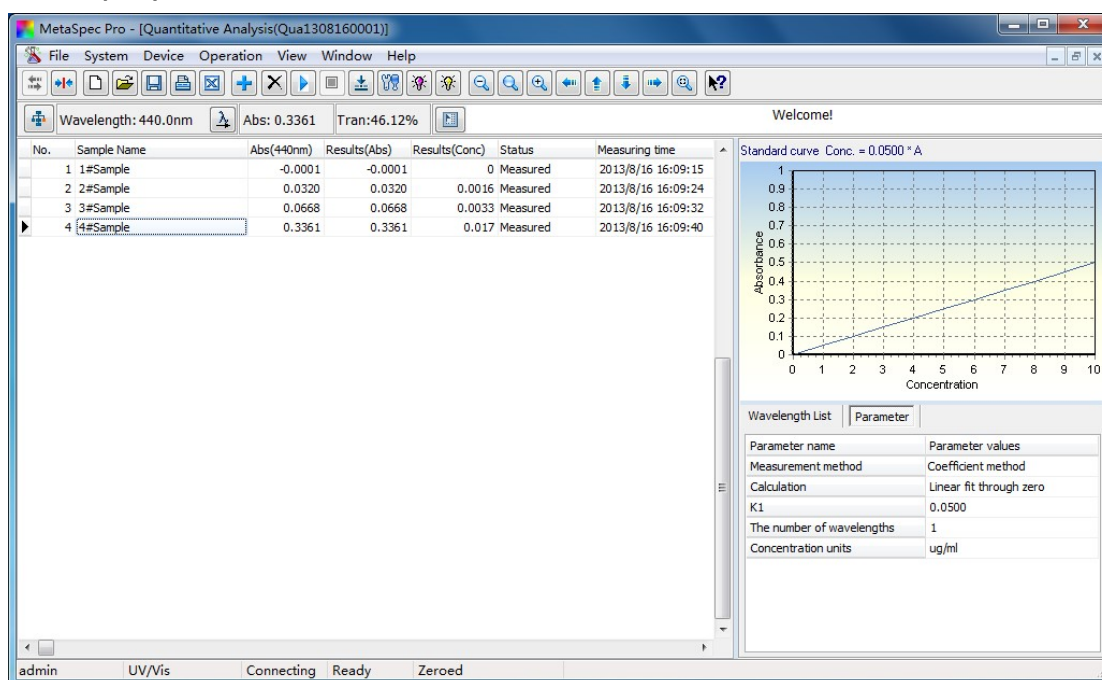 MetaSpec Pro - [Quantitative Analysis(Qua1308160001)]
File System Device Operation View Window Help
Wavelength: 440.0nm Abs: 0.3361 Tran:46.12% Welcome!
No. Sample Name Abs(440nm) Results(Abs) Results(Conc) Status Measuring time
1 1#Sample -0.0001 -0.0001 0 Measured 2013/8/16 16:09:15
2 2#Sample 0.0320 0.0320 0.0016 Measured 2013/8/16 16:09:24
3 3#Sample 0.0668 0.0668 0.0033 Measured 2013/8/16 16:09:32
4 4#Sample 0.3361 0.3361 0.017 Measured 2013/8/16 16:09:40
Standard curve Conc. = 0.0500 * A
1
0.9
0.8
0.7
0.6
0.5
0.4
0.3
0.2
0.1
0
Absorbance
0 1 2 3 4 5 6 7 8 9 10
Concentration
Wavelength List Parameter
Parameter name Parameter values
Measurement method Coefficient method
Calculation Linear fit through zero
K1 0.0500
The number of wavelengths 1
Concentration units ug/ml
admin UV/Vis Connecting Ready Zeroed